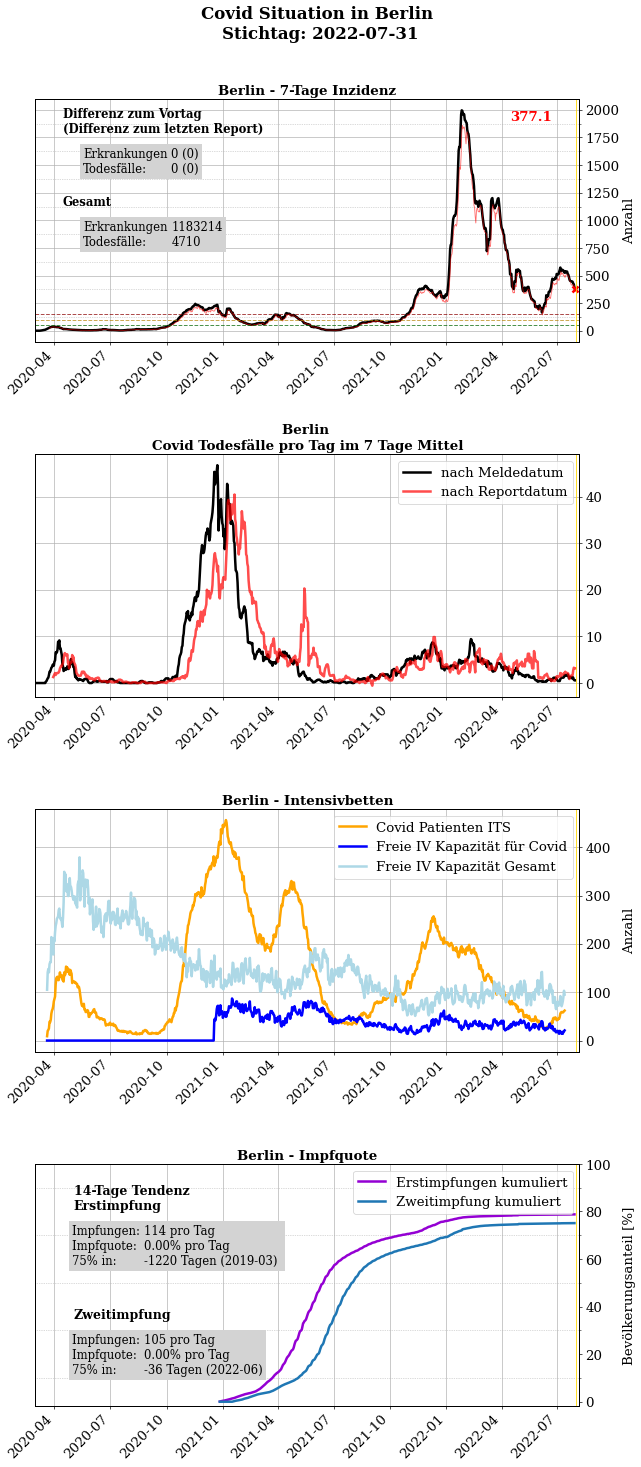 Covid Situation in Berlin
Stichtag: 2022-07-31
Berlin - 7-Tage Inzidenz
Differenz zum Vortag
(Differenz zum letzten Report)
Erkrankungen 0 (0)
Todesfälle: 0 (0)
Gesamt
Erkrankungen 1183214
Todesfälle: 4710
377.1
2000
1750
1500
1250
1000
750
500
250
0
Anzahl
2020-04 2020-07 2020-10 2021-01 2021-04 2021-07 2021-10 2022-01 2022-04 2022-07
Berlin
Covid Todesfälle pro Tag im 7 Tage Mittel
nach Meldedatum
nach Reportdatum
40
30
20
10
0
2020-04 2020-07 2020-10 2021-01 2021-04 2021-07 2021-10 2022-01 2022-04 2022-07
Berlin - Intensivbetten
Covid Patienten ITS
Freie IV Kapazität für Covid
Freie IV Kapazität Gesamt
400
300
200
100
0
Anzahl
2020-04 2020-07 2020-10 2021-01 2021-04 2021-07 2021-10 2022-01 2022-04 2022-07
Berlin - Impfquote
14-Tage Tendenz
Erstimpfung
Impfungen: 114 pro Tag
Impfquote: 0.00% pro Tag
75% in: -1220 Tagen (2019-03)
Zweitimpfung
Impfungen: 105 pro Tag
Impfquote: 0.00% pro Tag
75% in: -36 Tagen (2022-06)
Erstimpfungen kumuliert
Zweitimpfung kumuliert
100
80
60
40
20
0
Bevölkerungsanteil [%]
2020-04 2020-07 2020-10 2021-01 2021-04 2021-07 2021-10 2022-01 2022-04 2022-07